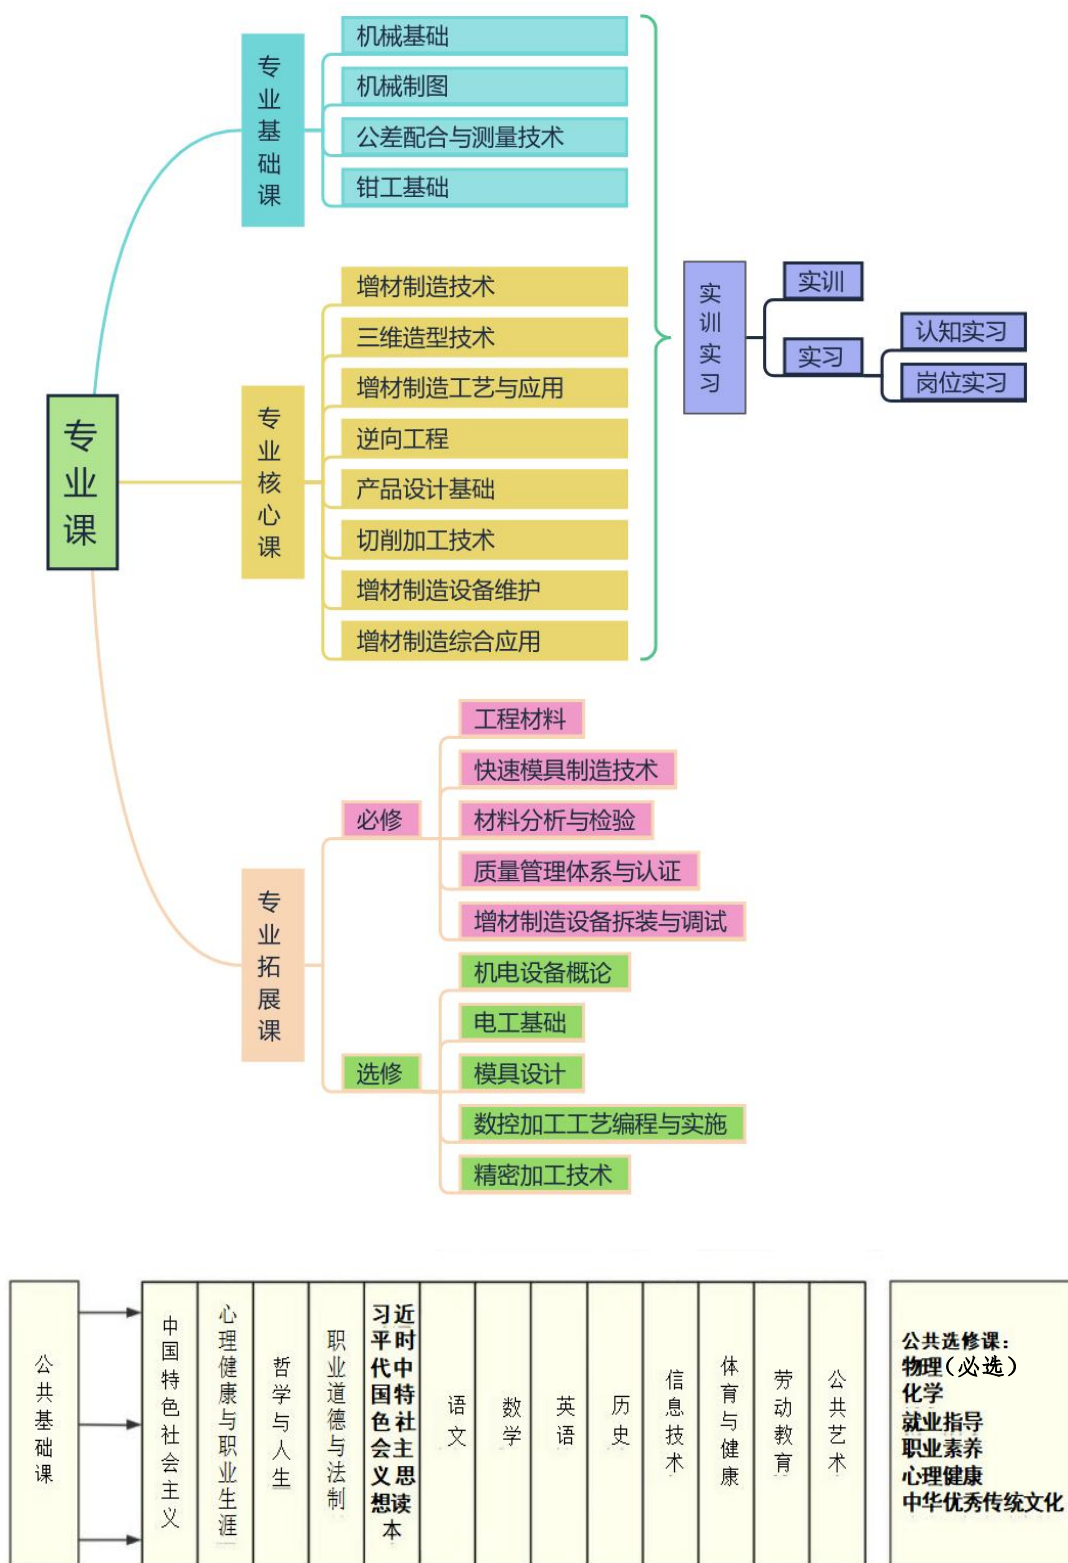 专业课
专业基础课
机械基础
机械制图
公差配合与测量技术
钳工基础
专业核心课
增材制造技术
三维造型技术
增材制造工艺与应用
逆向工程
产品设计基础
切削加工技术
增材制造设备维护
增材制造综合应用
实训实习
实训
实习
认知实习
岗位实习
专业拓展课
必修
工程材料
快速模具制造技术
材料分析与检验
质量管理体系与认证
增材制造设备拆装与调试
选修
机电设备概论
电工基础
模具设计
数控加工工艺编程与实施
精密加工技术
公共基础课
中国特色社会主义
心理健康与职业生涯
哲学与人生
职业道德与法制
习近
平时
代中
国特
色社
会主
义思
想读
本
语文
数学
英语
历史
信息技术
体育与健康
劳动教育
公共艺术
公共选修课：
物理（必选）
化学
就业指导
职业素养
心理健康
中华优秀传统文化